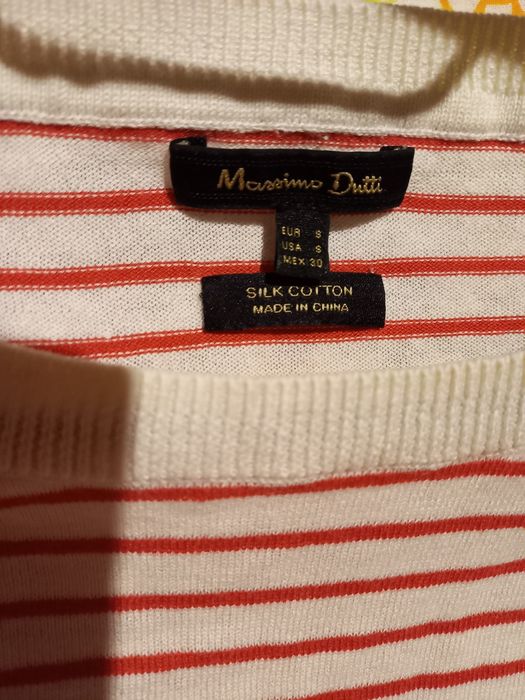 Massimo Dutti
EUR S
USA S
MEX 30
SILK COTTON
MADE IN CHINA